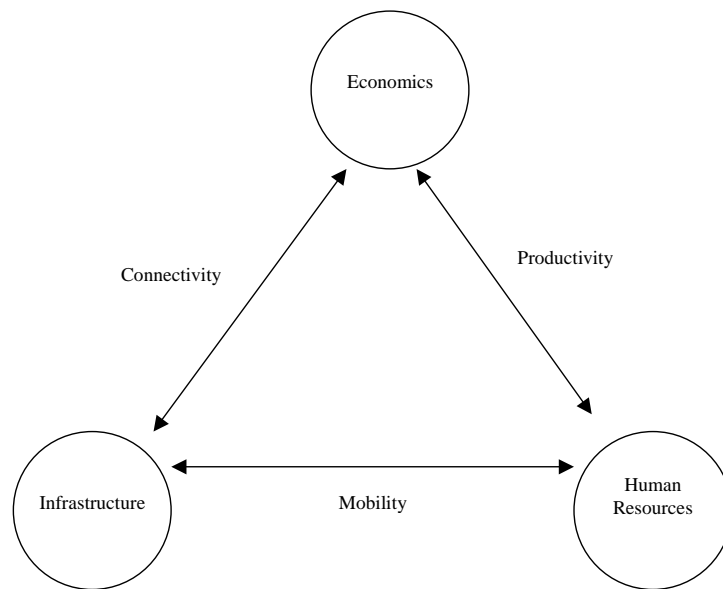 Economics
Productivity
Connectivity
Human
Resources
Infrastructure
Mobility